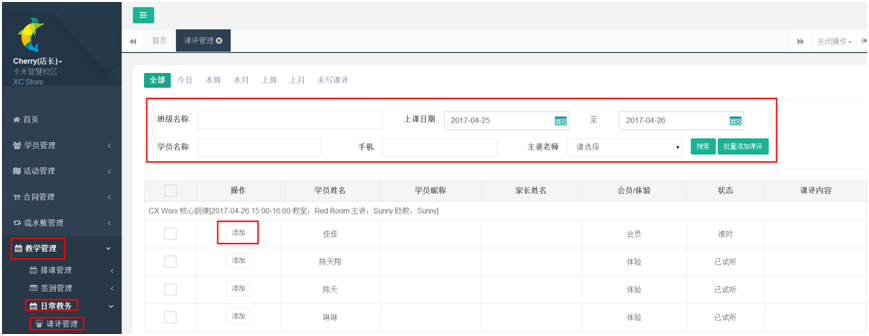 Cherry(店长)
卡米智慧校区
XC Store
首页
学员管理
活动管理
合同管理
流水账管理
教学管理
排课管理
签到管理
日常教务
课评管理
首页 课评管理 关闭操作
全部 今日 本周 本月 上周 上月 未写课评
班级名称 上课日期 2017-04-25 至 2017-04-26
学员名称 手机 主讲老师 请选择 搜索 批量添加课评
操作 学员姓名 学员昵称 家长姓名 会员/体验 状态 课评内容
CX Worx 核心训练[2017-04-26 15:00-16:00 教室，Red Room 主讲，Sunny 助教，Sunny]
添加 佳佳 会员 准时
添加 陈天翔 体验 已试听
添加 陈天 体验 已试听
添加 琳琳 体验 已试听